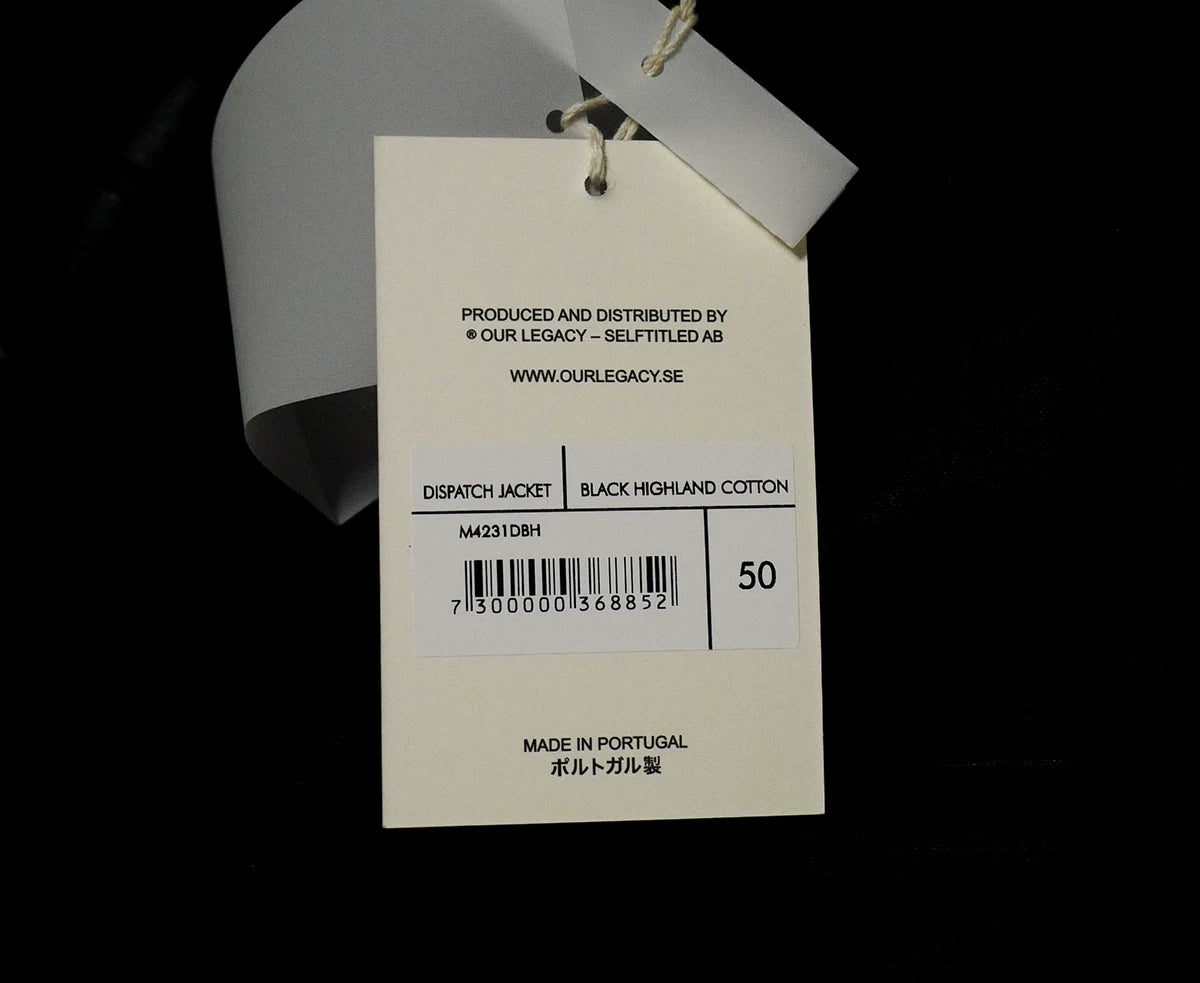 PRODUCED AND DISTRIBUTED BY
® OUR LEGACY – SELFTITLED AB
WWW.OURLEGACY.SE
DISPATCH JACKET
BLACK HIGHLAND COTTON
M4231DBH
50
7 300000 368852
MADE IN PORTUGAL
ポルトガル製